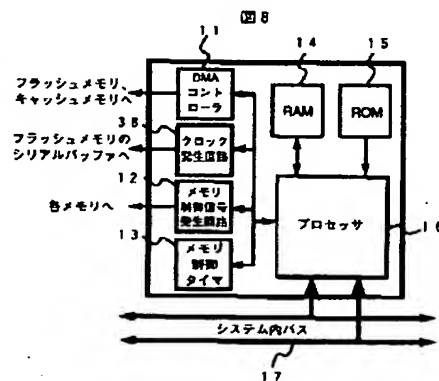 図8
11
DMA
コント
ローラ
フラッシュメモリ、
キャッシュメモリへ
38
クロック
発生回路
フラッシュメモリの
シリアルバッファへ
12
メモリ
制御信号
発生回路
各メモリへ
13
メモリ
制御
タイマ
14
RAM
15
ROM
プロセッサ
16
システム内バス
17